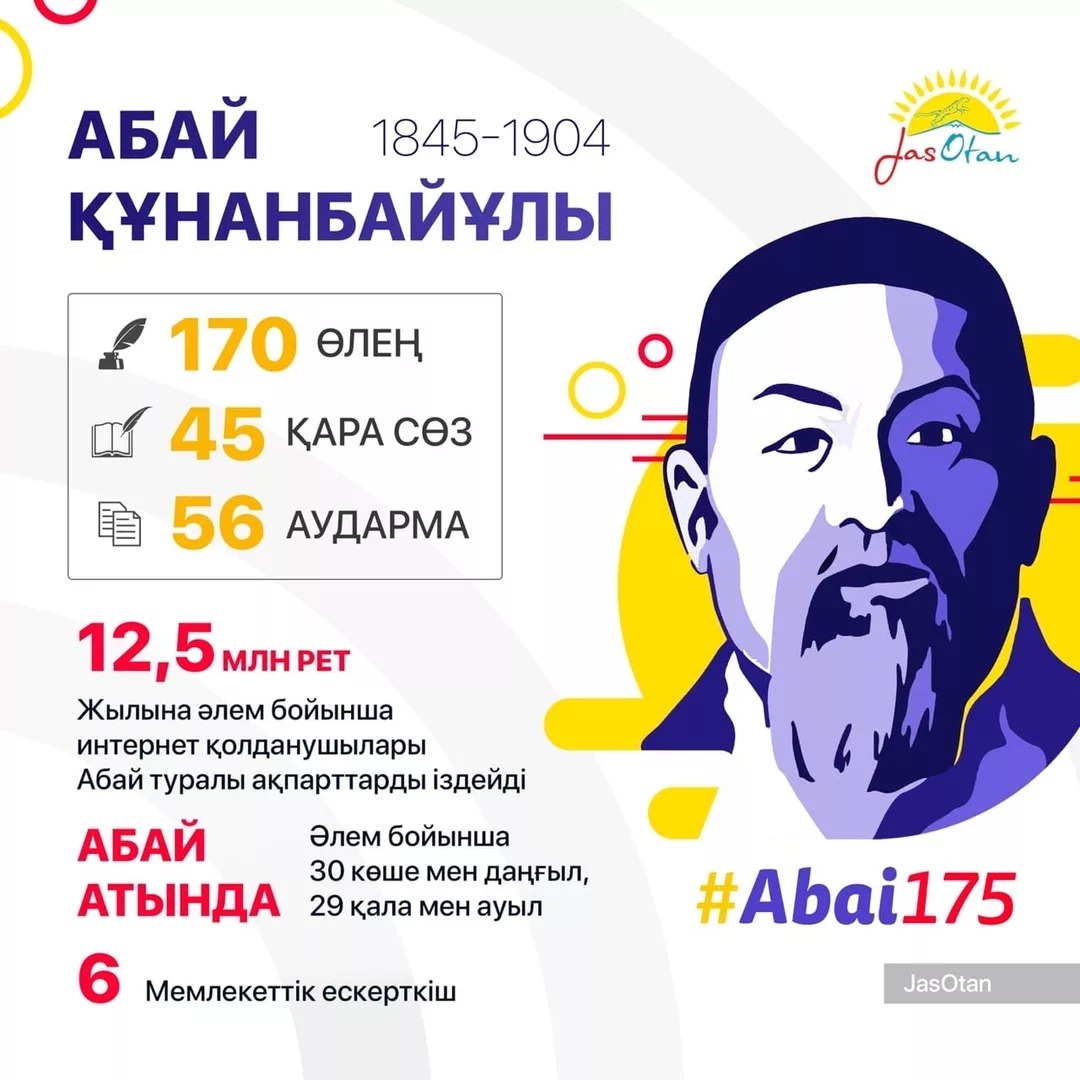 АБАЙ 1845-1904
ҚҰНАНБАЙҰЛЫ
JasOtan
170 ӨЛЕҢ
45 ҚАРА СӨЗ
56 АУДАРМА
12,5 МЛН РЕТ
Жылына әлем бойынша
интернет қолданушылары
Абай туралы ақпарттарды іздейді
АБАЙ
АТЫНДА
Әлем бойынша
30 көше мен даңғыл,
29 қала мен ауыл
6 Мемлекеттік ескерткіш
#Abai175
JasOtan